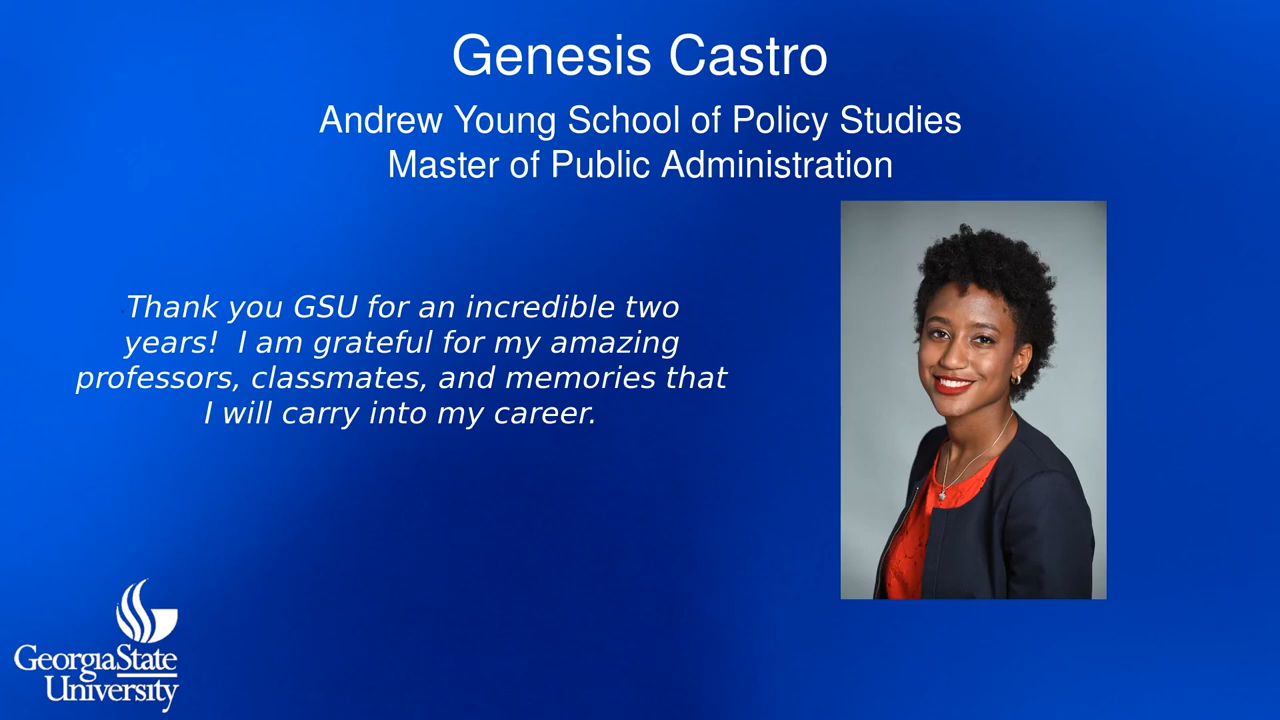 Genesis Castro
Andrew Young School of Policy Studies
Master of Public Administration
Thank you GSU for an incredible two
years!  I am grateful for my amazing
professors, classmates, and memories that
I will carry into my career.
GeorgiaState
University